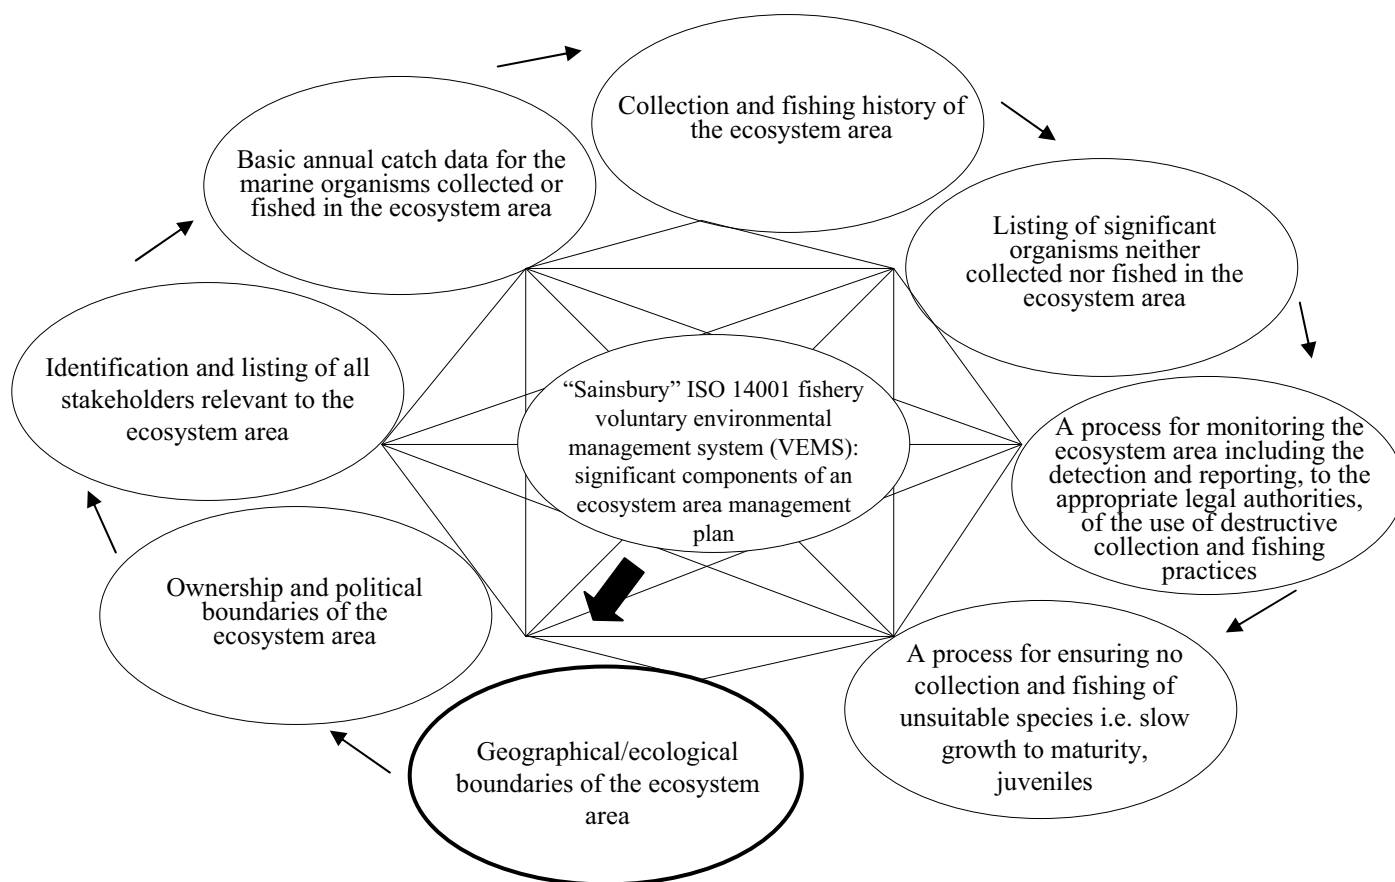 Collection and fishing history of
the ecosystem area
Basic annual catch data for the
marine organisms collected or
fished in the ecosystem area
Listing of significant
organisms neither
collected nor fished in the
ecosystem area
Identification and listing of all
stakeholders relevant to the
ecosystem area
“Sainsbury” ISO 14001 fishery
voluntary environmental
management system (VEMS):
significant components of an
ecosystem area management
plan
A process for monitoring the
ecosystem area including the
detection and reporting, to the
appropriate legal authorities,
of the use of destructive
collection and fishing
practices
Ownership and political
boundaries of the
ecosystem area
A process for ensuring no
collection and fishing of
unsuitable species i.e. slow
growth to maturity,
juveniles
Geographical/ecological
boundaries of the ecosystem
area